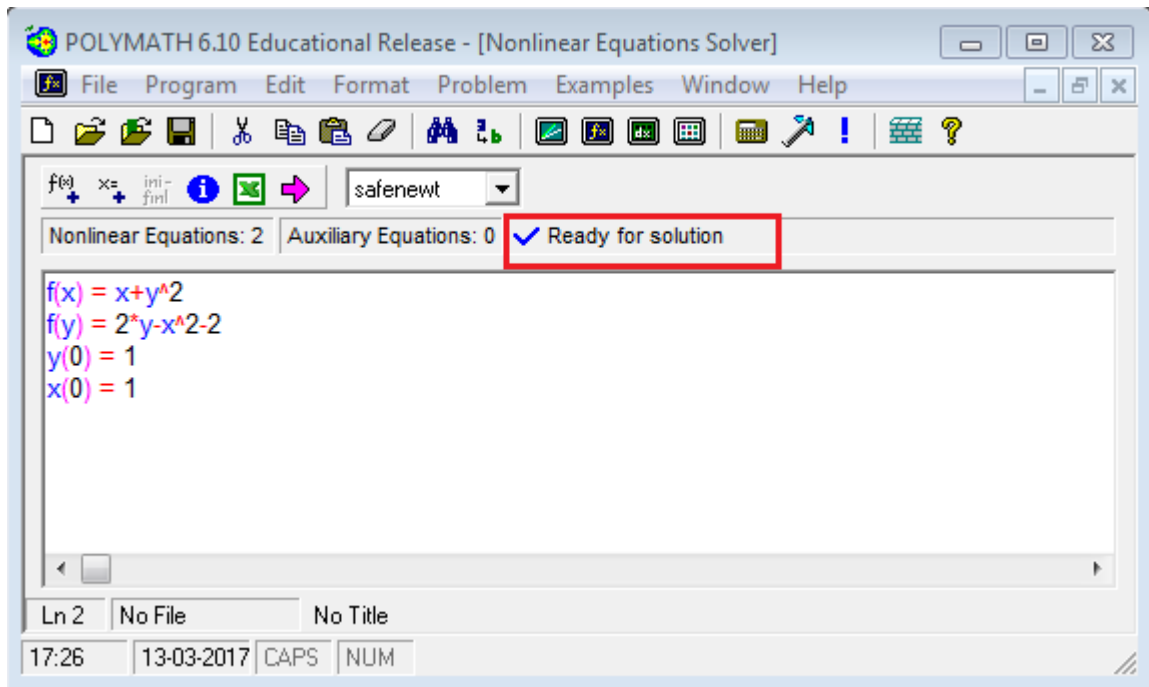 POLYMATH 6.10 Educational Release - [Nonlinear Equations Solver]
File Program Edit Format Problem Examples Window Help
f(x) x= ini- finl safenewt
Nonlinear Equations: 2 Auxiliary Equations: 0 Ready for solution
f(x) = x+y^2
f(y) = 2*y-x^2-2
y(0) = 1
x(0) = 1
Ln 2 No File No Title
17:26 13-03-2017 CAPS NUM